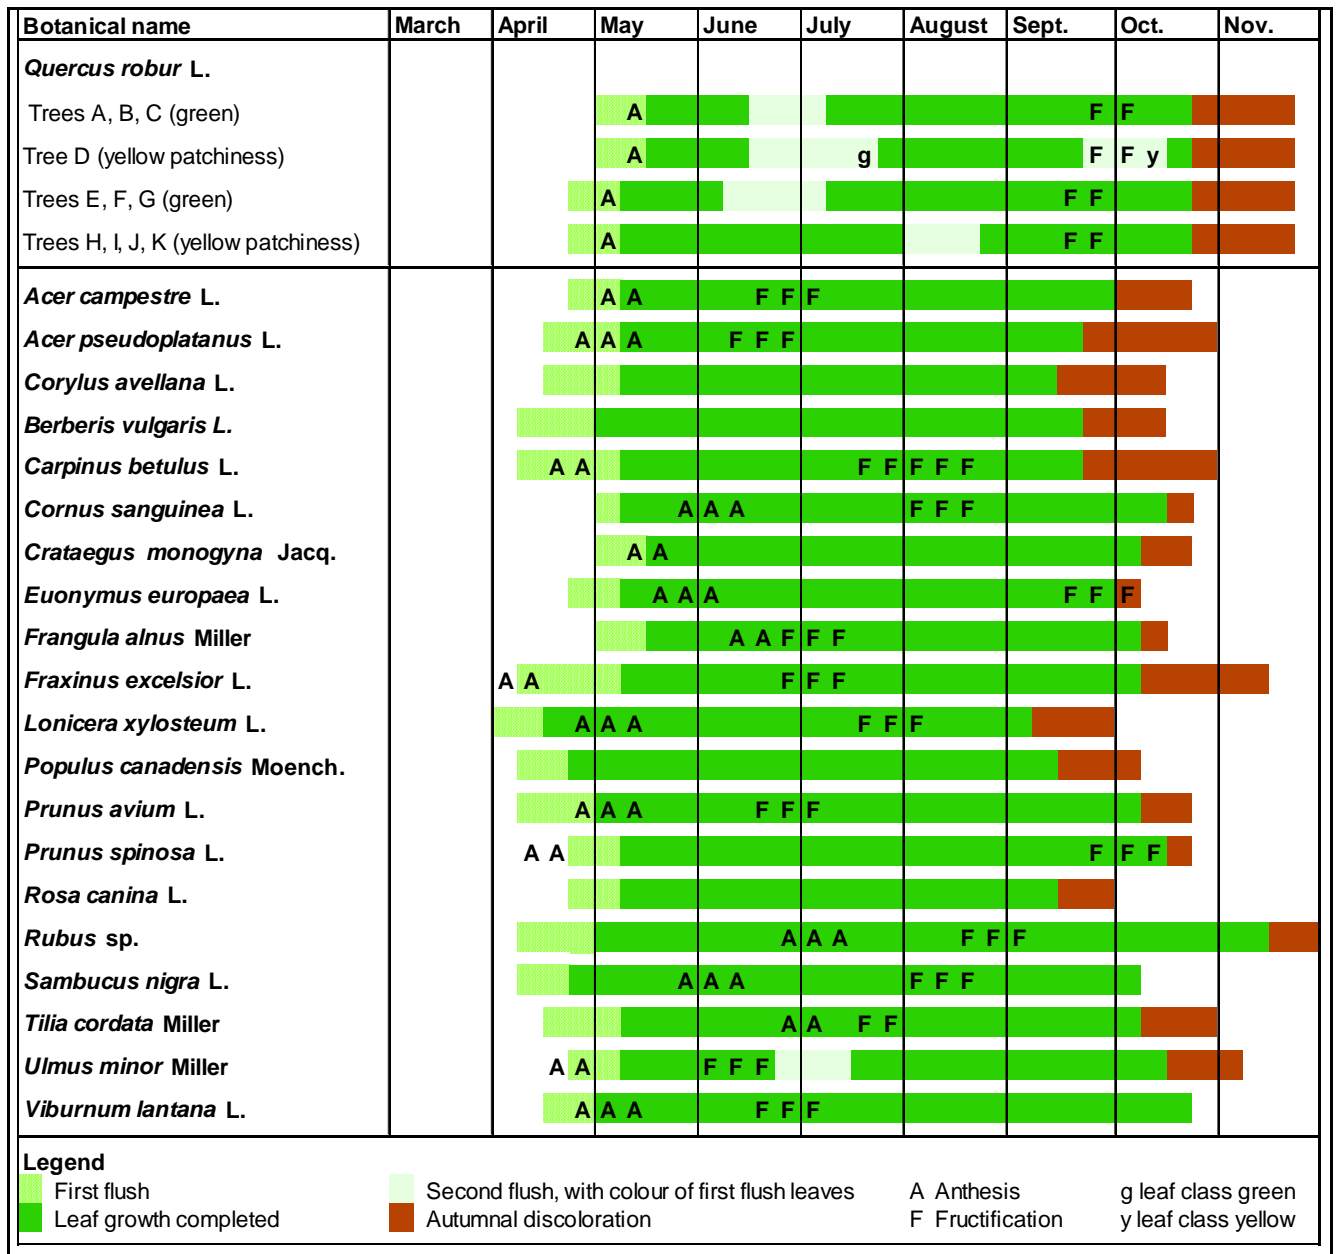 Botanical name March April May June July August Sept. Oct. Nov.
Quercus robur L.
Trees A, B, C (green) A F F
Tree D (yellow patchiness) A g F F y
Trees E, F, G (green) A F F
Trees H, I, J, K (yellow patchiness) A F F
Acer campestre L. A A F F F
Acer pseudoplatanus L. A A A F F F
Corylus avellana L.
Berberis vulgaris L.
Carpinus betulus L. A A F F F F F
Cornus sanguinea L. A A A F F F
Crataegus monogyna Jacq. A A
Euonymus europaea L. A A A F F F
Frangula alnus Miller A A F F F
Fraxinus excelsior L. A A F F F
Lonicera xylosteum L. A A A F F F
Populus canadensis Moench.
Prunus avium L. A A A F F F
Prunus spinosa L. A A F F F
Rosa canina L.
Rubus sp. A A A F F F
Sambucus nigra L. A A A F F F
Tilia cordata Miller A A F F
Ulmus minor Miller A A F F F
Viburnum lantana L. A A A F F F
Legend
First flush Second flush, with colour of first flush leaves A Anthesis g leaf class green
Leaf growth completed Autumnal discoloration F Fructification y leaf class yellow